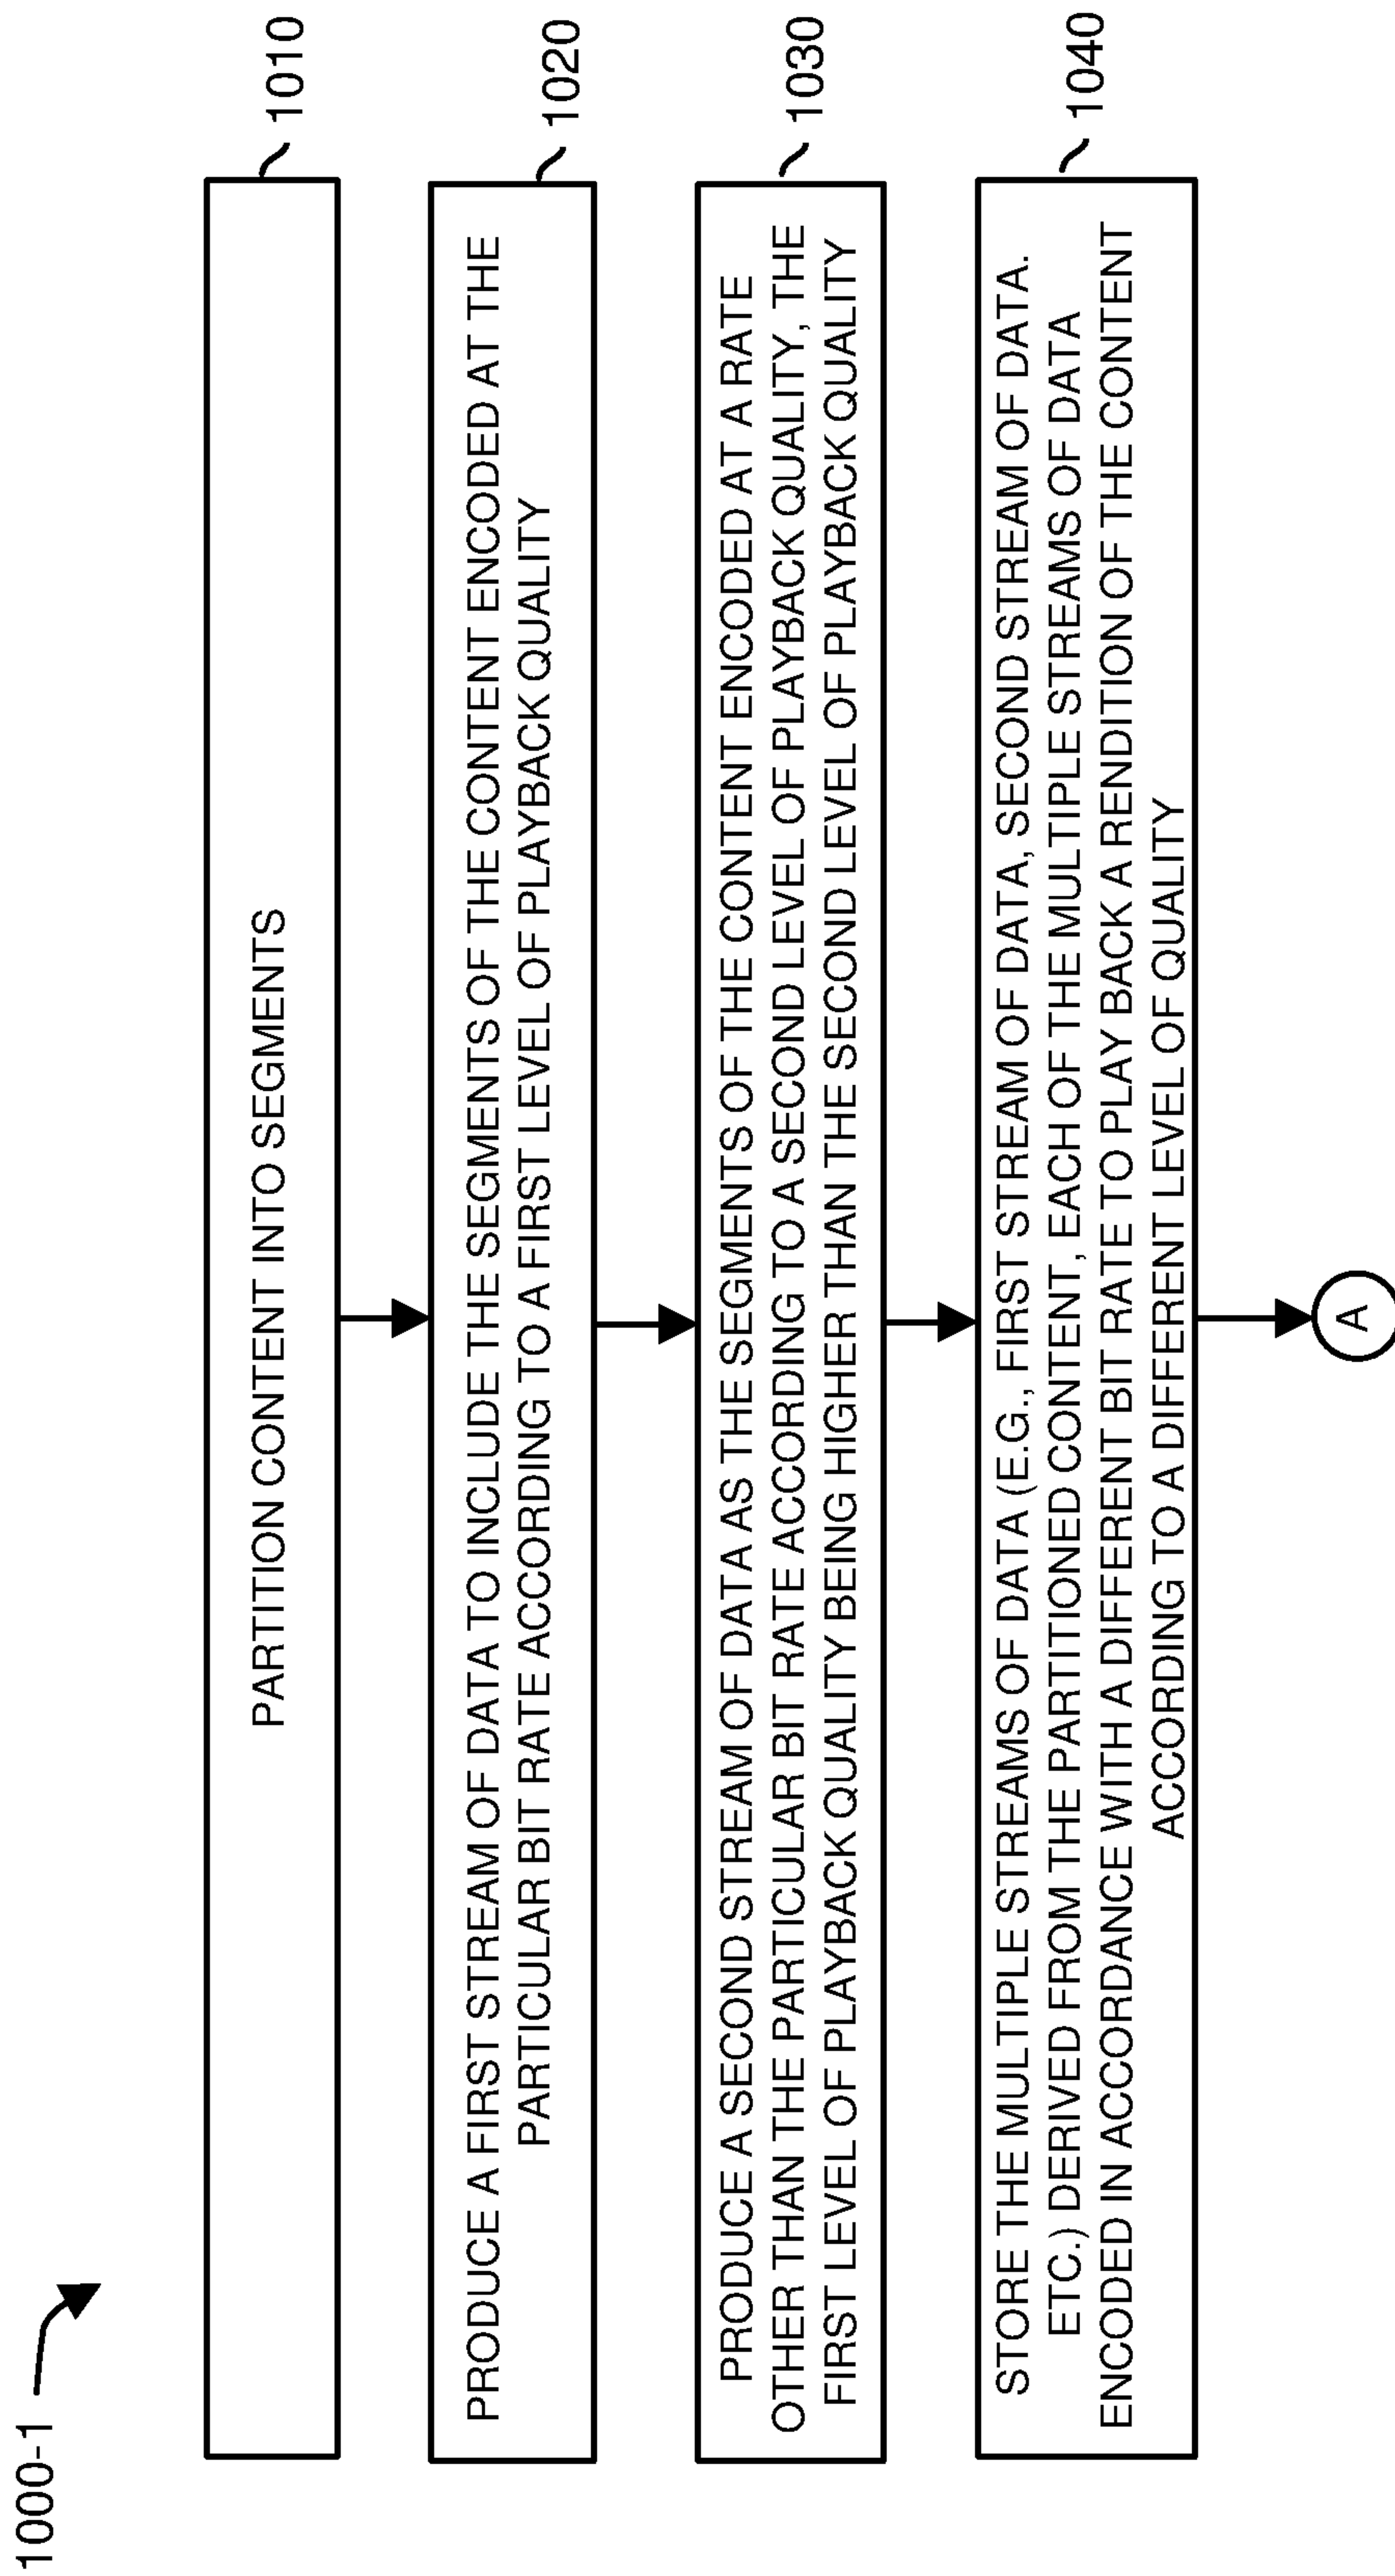 1000-1
PARTITION CONTENT INTO SEGMENTS
1010
PRODUCE A FIRST STREAM OF DATA TO INCLUDE THE SEGMENTS OF THE CONTENT ENCODED AT THE
PARTICULAR BIT RATE ACCORDING TO A FIRST LEVEL OF PLAYBACK QUALITY
1020
PRODUCE A SECOND STREAM OF DATA AS THE SEGMENTS OF THE CONTENT ENCODED AT A RATE
OTHER THAN THE PARTICULAR BIT RATE ACCORDING TO A SECOND LEVEL OF PLAYBACK QUALITY, THE
FIRST LEVEL OF PLAYBACK QUALITY BEING HIGHER THAN THE SECOND LEVEL OF PLAYBACK QUALITY
1030
STORE THE MULTIPLE STREAMS OF DATA (E.G., FIRST STREAM OF DATA, SECOND STREAM OF DATA.
ETC.) DERIVED FROM THE PARTITIONED CONTENT, EACH OF THE MULTIPLE STREAMS OF DATA
ENCODED IN ACCORDANCE WITH A DIFFERENT BIT RATE TO PLAY BACK A RENDITION OF THE CONTENT
ACCORDING TO A DIFFERENT LEVEL OF QUALITY
1040
A